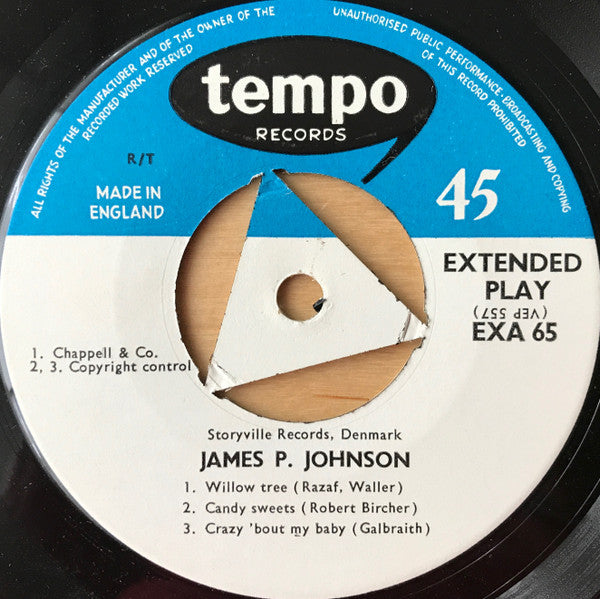 ALL RIGHTS OF THE MANUFACTURER AND OF THE OWNER OF THE
RECORDED WORK RESERVED
UNAUTHORISED PUBLIC PERFORMANCE, BROADCASTING AND COPYING
OF THIS RECORD PROHIBITED
tempo
RECORDS
R/T
MADE IN
ENGLAND
45
EXTENDED
PLAY
(VEP 557)
EXA 65
1. Chappell & Co.
2, 3. Copyright control
Storyville Records, Denmark
JAMES P. JOHNSON
1. Willow tree (Razaf, Waller)
2. Candy sweets (Robert Bircher)
3. Crazy 'bout my baby (Galbraith)